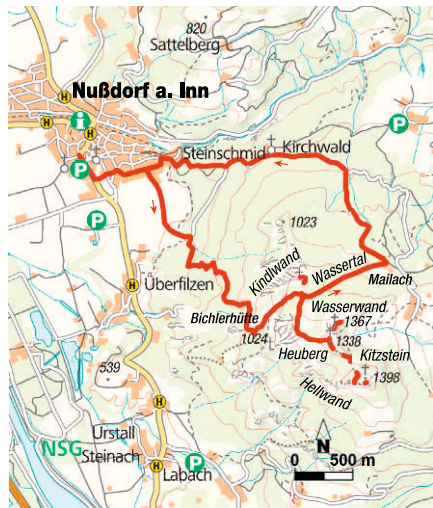 820
Sattelberg
Nußdorf a. Inn
H
H
i
H
Steinschmid
Kirchwald
P
P
P
1023
Kindlwand
Wassertal
Mailach
Überfilzen
H
Bichlerhütte
Wasserwand
1367
1024
1338
Heuberg
Kitzstein
539
H
Hellwand
1398
Urstall
N
NSG
Steinach
P
H
Labach
H
0 500 m